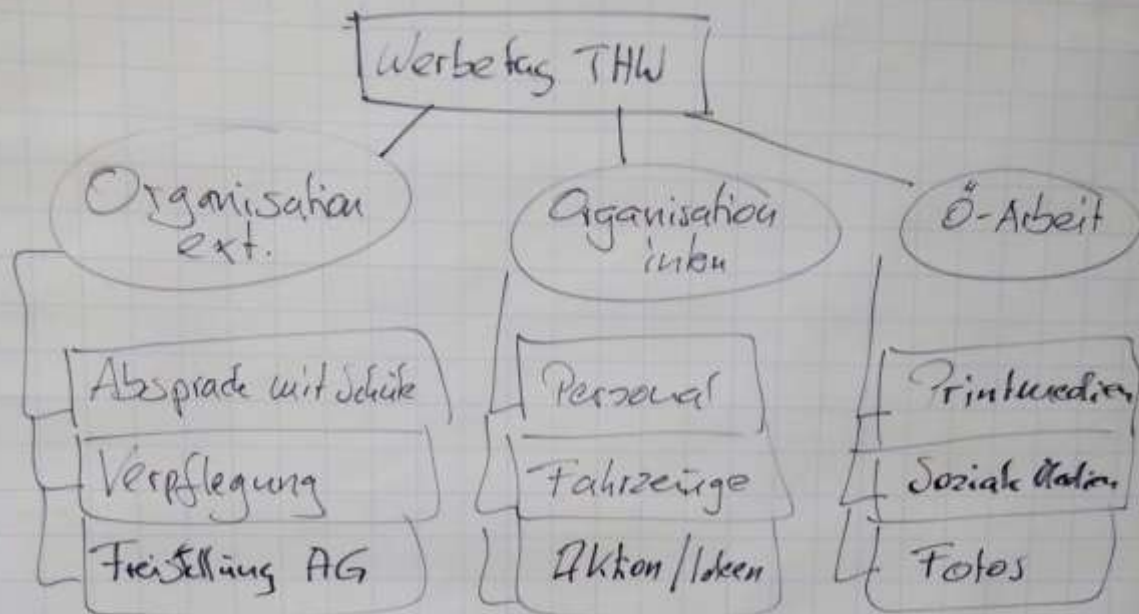 Werbetag THW
Organisation
ext.
Organisation
intern
Ö-Arbeit
Absprache mit Schule
Verpflegung
Freistellung AG
Personal
Fahrzeuge
Aktion/Ideen
Printmedien
Soziale Medien
Fotos